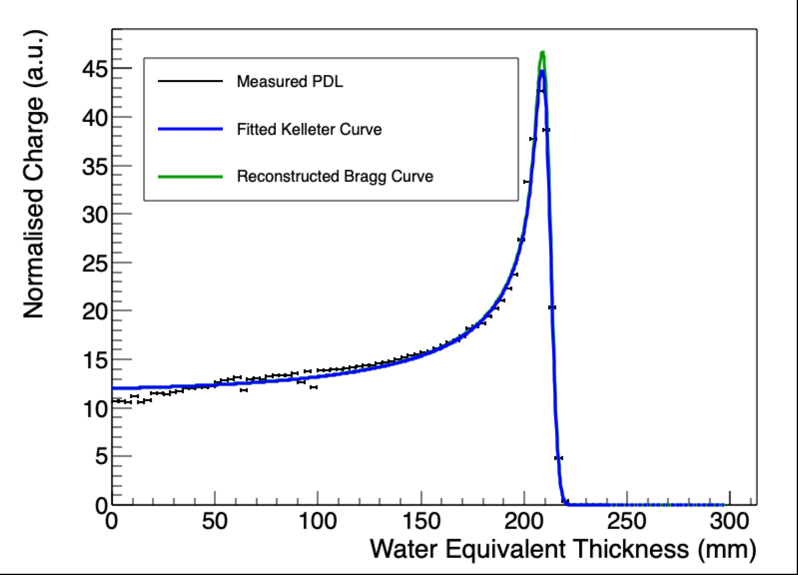 Normalised Charge (a.u.)
45
40
35
30
25
20
15
10
5
0
Measured PDL
Fitted Kelleter Curve
Reconstructed Bragg Curve
0 50 100 150 200 250 300
Water Equivalent Thickness (mm)